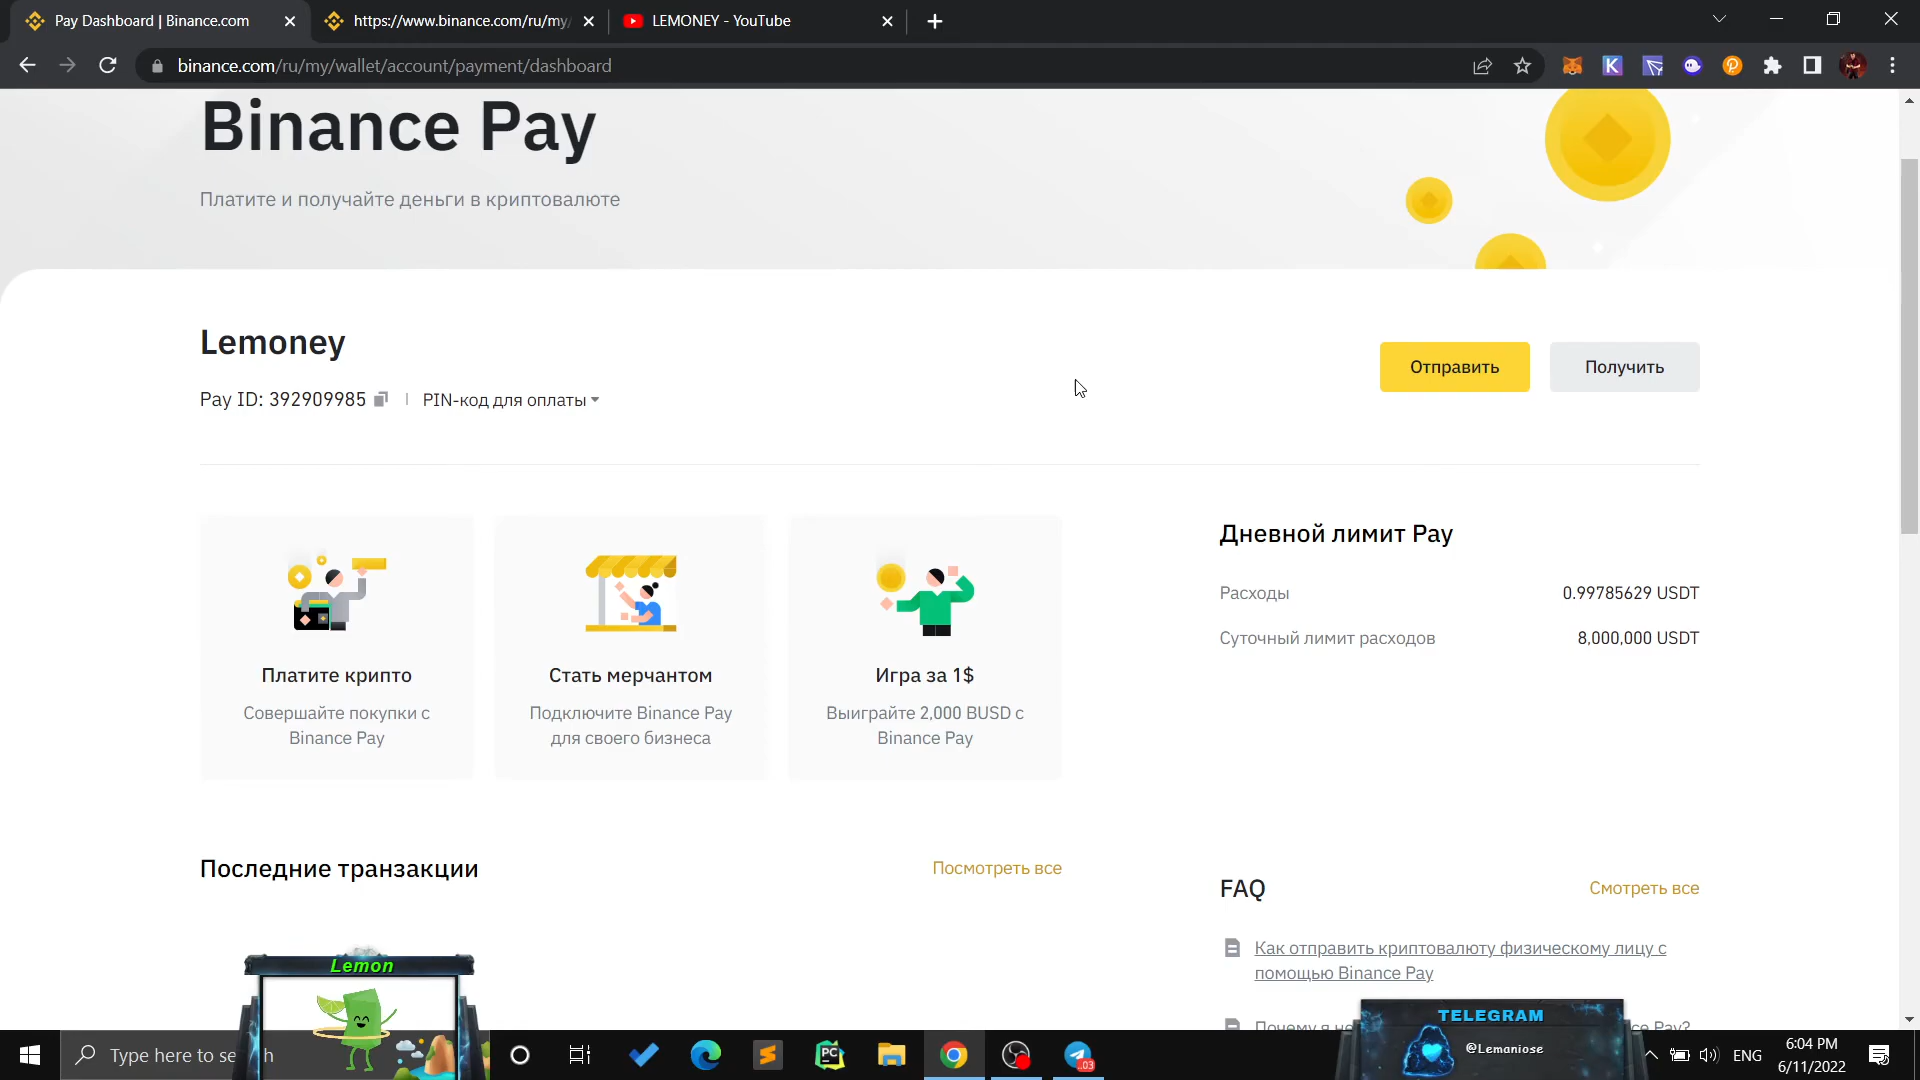 Pay Dashboard | Binance.com
https://www.binance.com/ru/my/
LEMONEY - YouTube
binance.com/ru/my/wallet/account/payment/dashboard
Binance Pay
Платите и получайте деньги в криптовалюте
Lemoney
Pay ID: 392909985
PIN-код для оплаты
Отправить
Получить
Платите крипто
Совершайте покупки с
Binance Pay
Стать мерчантом
Подключите Binance Pay
для своего бизнеса
Игра за 1$
Выиграйте 2,000 BUSD с
Binance Pay
Дневной лимит Pay
Расходы
0.99785629 USDT
Суточный лимит расходов
8,000,000 USDT
Последние транзакции
Посмотреть все
FAQ
Смотреть все
Как отправить криптовалюту физическому лицу с
помощью Binance Pay
Почему я
Pay?
Lemon
TELEGRAM
@Lemaniose
Type here to se h
PC
.03
ENG
6:04 PM
6/11/2022